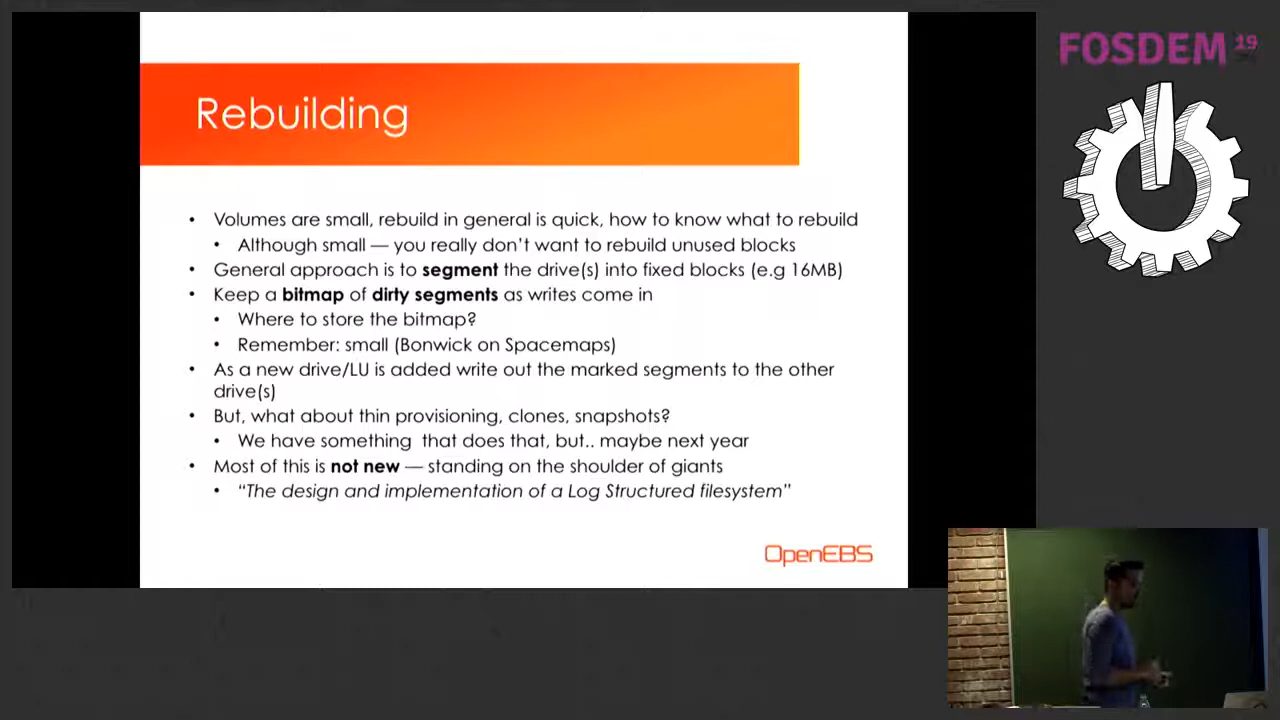 FOSDEM 19
Rebuilding
• Volumes are small, rebuild in general is quick, how to know what to rebuild
• Although small — you really don't want to rebuild unused blocks
• General approach is to segment the drive(s) into fixed blocks (e.g 16MB)
• Keep a bitmap of dirty segments as writes come in
• Where to store the bitmap?
• Remember: small (Bonwick on Spacemaps)
• As a new drive/LU is added write out the marked segments to the other
drive(s)
• But, what about thin provisioning, clones, snapshots?
• We have something  that does that, but.. maybe next year
• Most of this is not new — standing on the shoulder of giants
• “The design and implementation of a Log Structured filesystem”
OpenEBS